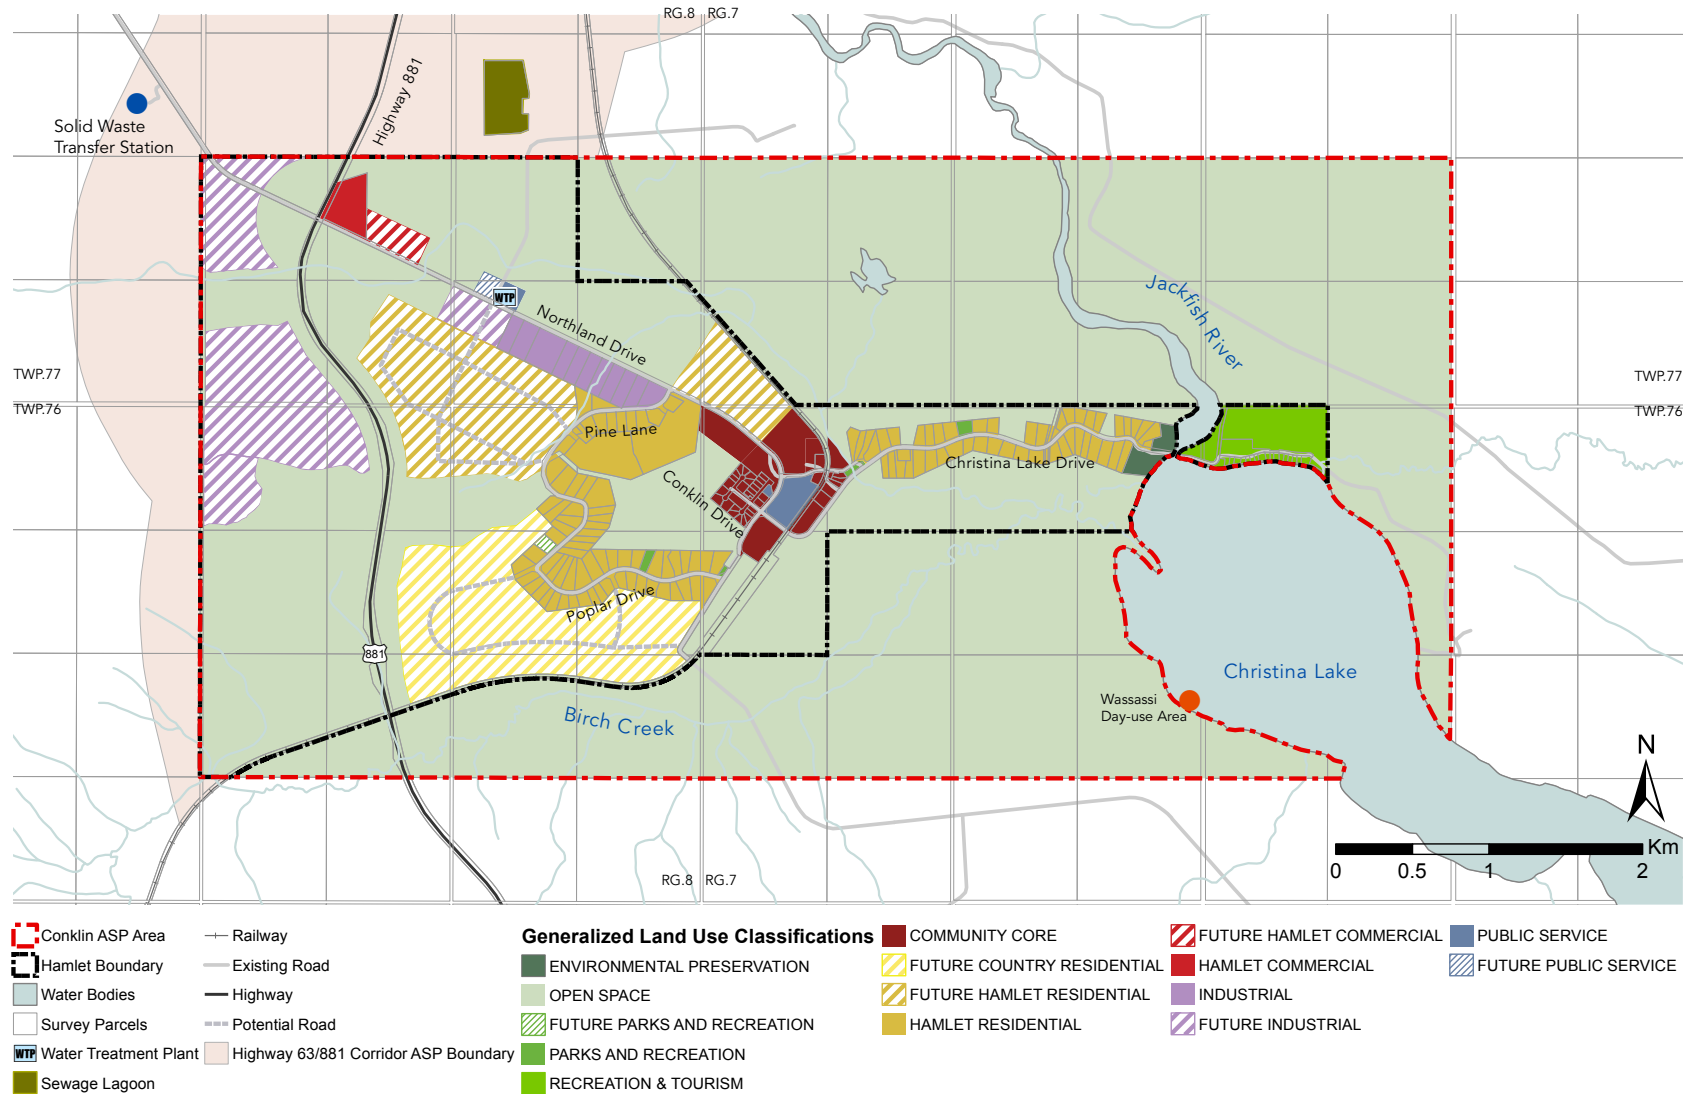 RG.8 RG.7
Highway 881
Solid Waste
Transfer Station
Jackfish River
WTP
Northland Drive
TWP.77
TWP.76
TWP.77
TWP.76
Pine Lane
Christina Lake Drive
Conklin Drive
Poplar Drive
881
Christina Lake
Wassassi
Day-use Area
Birch Creek
N
Km
0 0.5 1 2
RG.8 RG.7
Conklin ASP Area
Hamlet Boundary
Water Bodies
Survey Parcels
WTP Water Treatment Plant
Sewage Lagoon
Railway
Existing Road
Highway
Potential Road
Highway 63/881 Corridor ASP Boundary
Generalized Land Use Classifications
ENVIRONMENTAL PRESERVATION
OPEN SPACE
FUTURE PARKS AND RECREATION
PARKS AND RECREATION
RECREATION & TOURISM
COMMUNITY CORE
FUTURE COUNTRY RESIDENTIAL
FUTURE HAMLET RESIDENTIAL
HAMLET RESIDENTIAL
FUTURE HAMLET COMMERCIAL
HAMLET COMMERCIAL
INDUSTRIAL
FUTURE INDUSTRIAL
PUBLIC SERVICE
FUTURE PUBLIC SERVICE